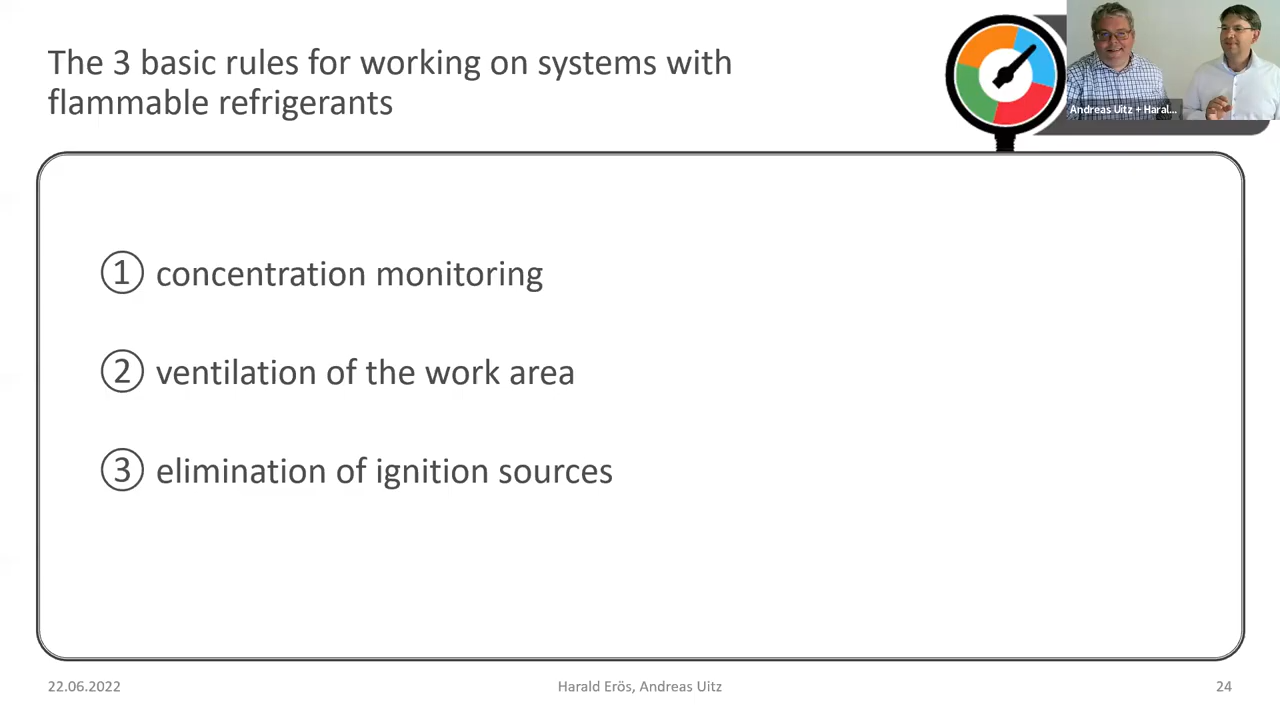 The 3 basic rules for working on systems with
flammable refrigerants
Andreas Uitz + Haral...
① concentration monitoring
② ventilation of the work area
③ elimination of ignition sources
22.06.2022
Harald Erös, Andreas Uitz
24